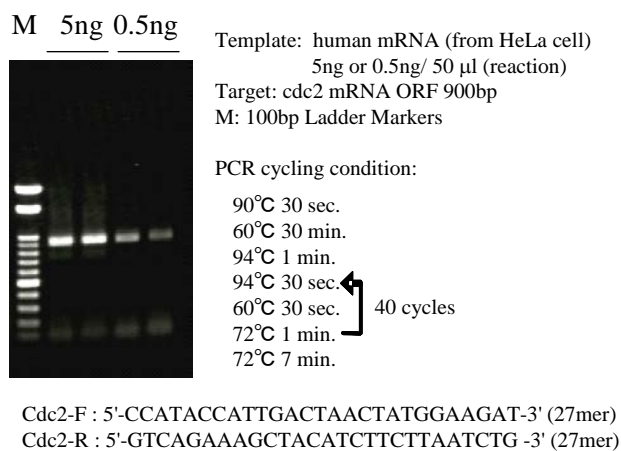 M 5ng 0.5ng
Template: human mRNA (from HeLa cell)
5ng or 0.5ng/ 50 μl (reaction)
Target: cdc2 mRNA ORF 900bp
M: 100bp Ladder Markers
PCR cycling condition:
90℃ 30 sec.
60℃ 30 min.
94℃ 1 min.
94℃ 30 sec.
60℃ 30 sec.
40 cycles
72℃ 1 min.
72℃ 7 min.
Cdc2-F : 5'-CCATACCATTGACTAACTATGGAAGAT-3' (27mer)
Cdc2-R : 5'-GTCAGAAAGCTACATCTTCTTAATCTG -3' (27mer)